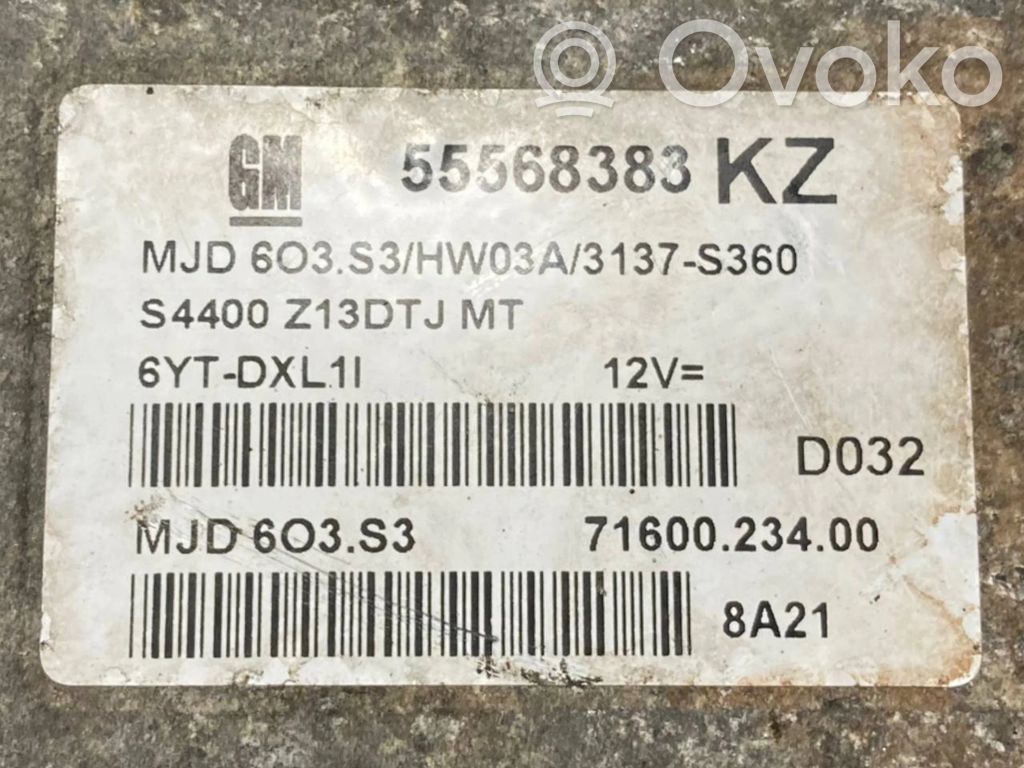 Ovoko
GM 55568383 KZ
MJD 6O3.S3/HW03A/3137-S360
S4400 Z13DTJ MT
6YT-DXL1I 12V=
D032
MJD 6O3.S3 71600.234.00
8A21